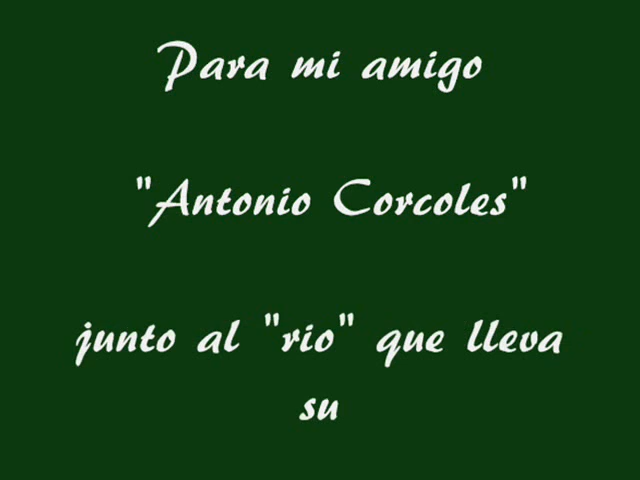 Para mi amigo
"Antonio Corcoles"
junto al "rio" que lleva
su